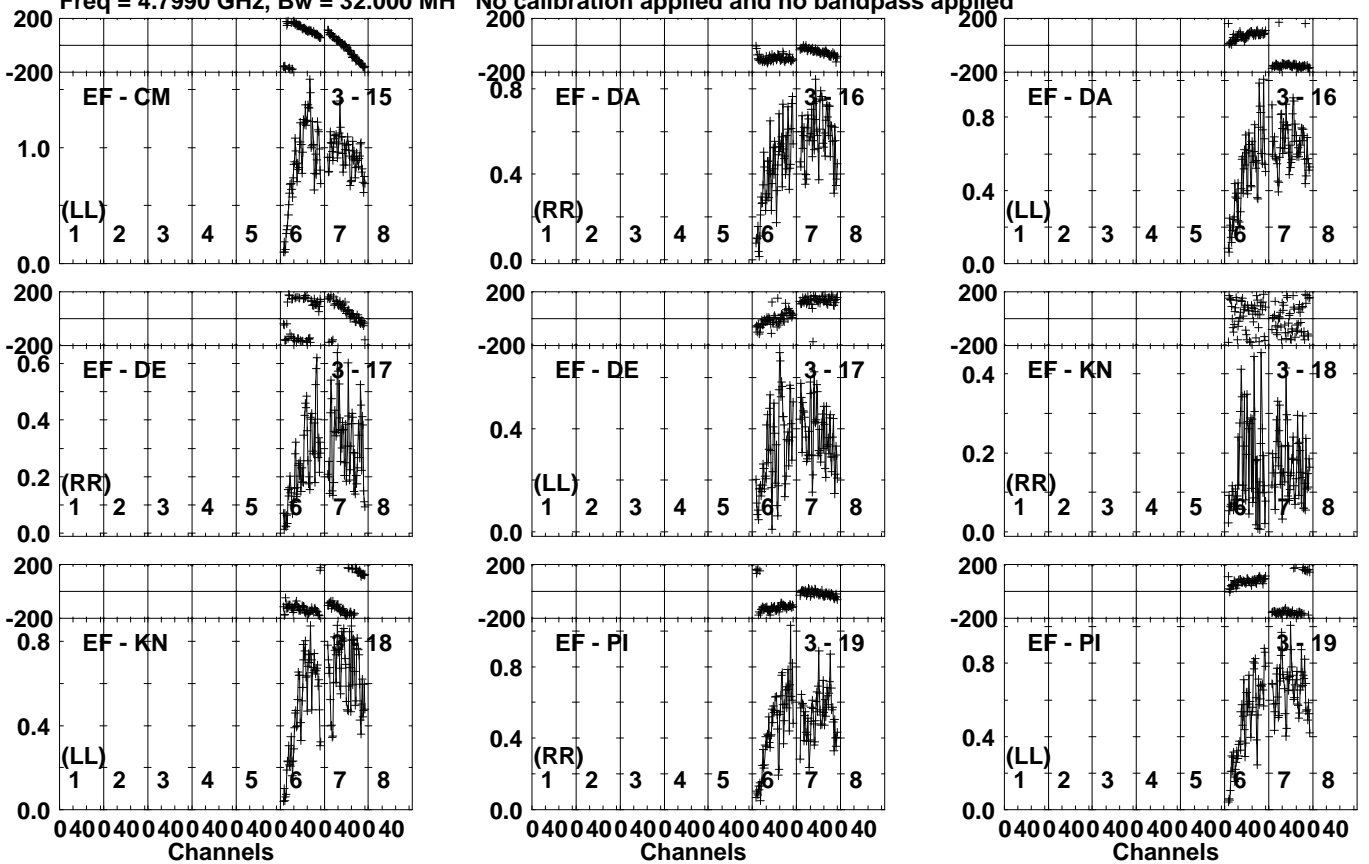 Freq = 4.7990 GHz, Bw = 32.000 MH No calibration applied and no bandpass applied
200 200 200
-200 -200 -200
EF - CM 3 - 15 0.8 EF - DA 3 - 16 EF - DA 3 - 16
0.8
1.0
0.4 0.4
(LL) (RR) (LL)
1 2 3 4 5 6 7 8 1 2 3 4 5 6 7 8 1 2 3 4 5 6 7 8
0.0 0.0 0.0
200 200 200
-200 -200 -200
0.6 EF - DE 3 - 17 EF - DE 3 - 17 0.4 EF - KN 3 - 18
0.4 0.4
0.2 0.2
(RR) (LL) (RR)
1 2 3 4 5 6 7 8 1 2 3 4 5 6 7 8 1 2 3 4 5 6 7 8
0.0 0.0 0.0
200 200 200
-200 -200 -200
0.8 EF - KN 3 - 18 EF - PI 3 - 19 EF - PI 3 - 19
0.8 0.8
0.4 0.4 0.4
(LL) (RR) (LL)
1 2 3 4 5 6 7 8 1 2 3 4 5 6 7 8 1 2 3 4 5 6 7 8
0.0 0.0 0.0
0 40 0 40 0 40 0 40 0 40 0 40 0 40 0 40 0 40 0 40 0 40 0 40 0 40 0 40 0 40 0 40 0 40 0 40 0 40 0 40 0 40 0 40 0 40 0 40
Channels Channels Channels